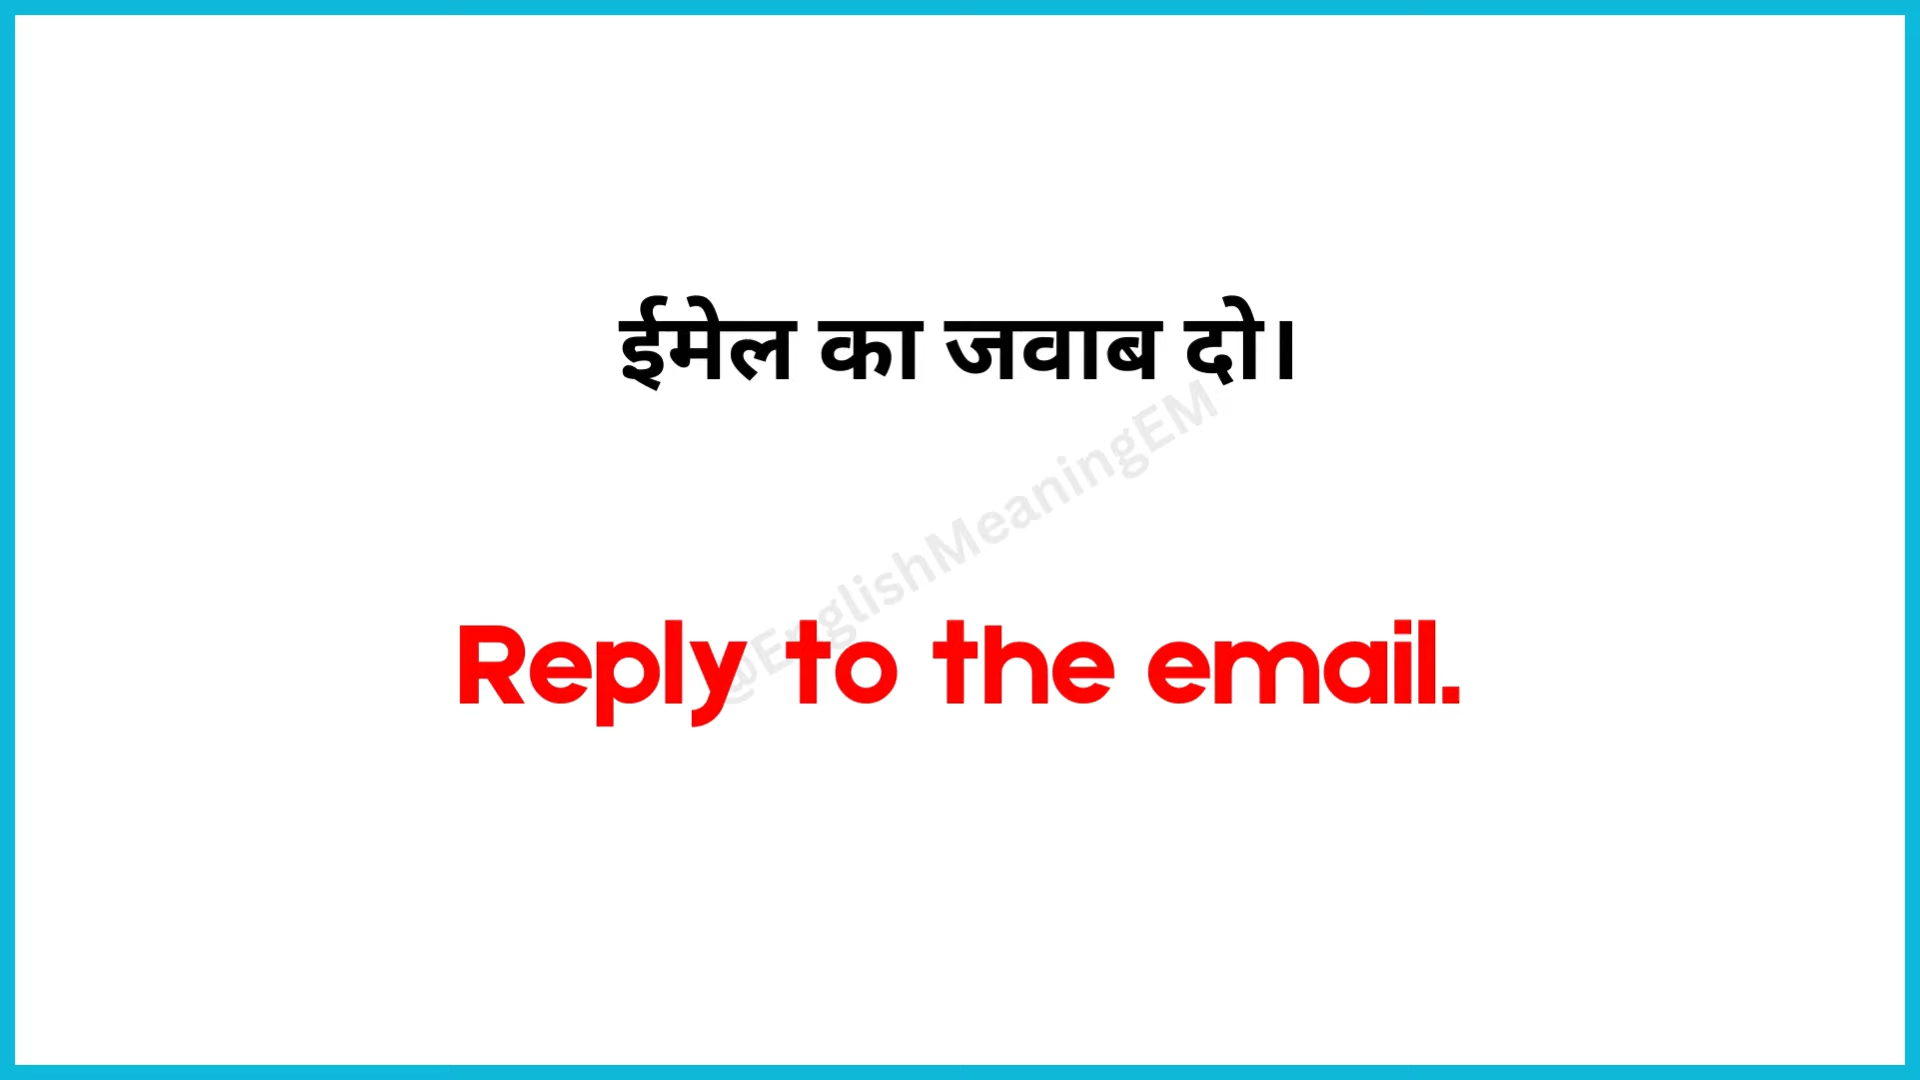 ईमेल का जवाब दो।
@EnglishMeaningEM
Reply to the email.